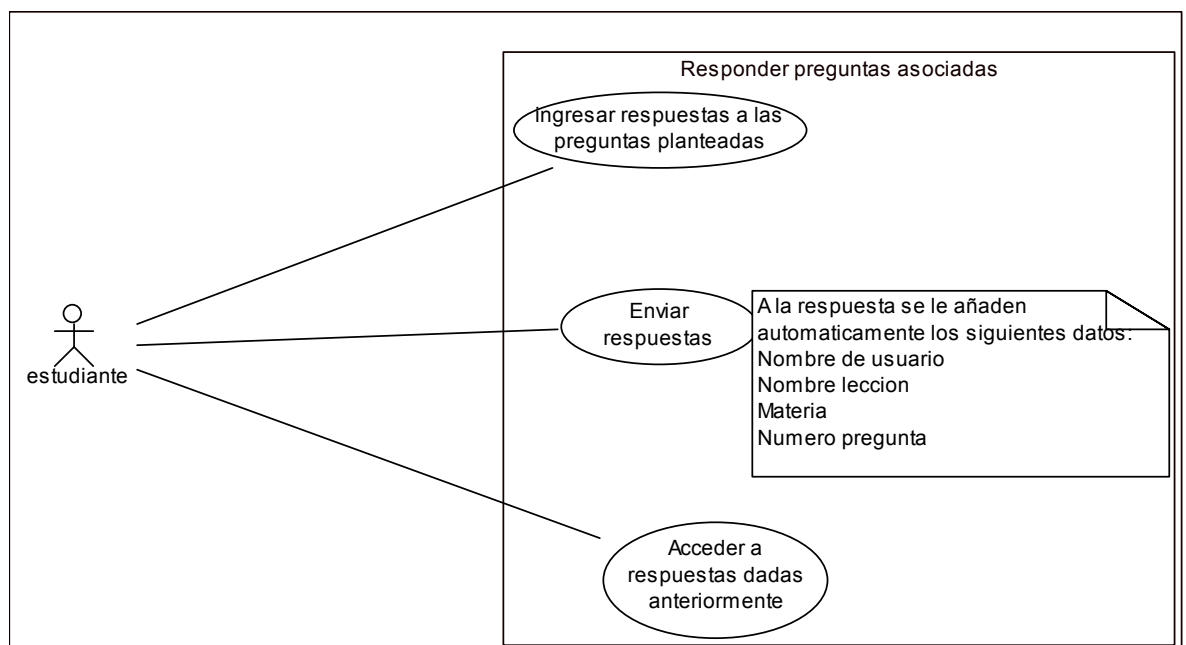 Responder preguntas asociadas
ingresar respuestas a las
preguntas planteadas
Enviar
respuestas
A la respuesta se le añaden
automaticamente los siguientes datos:
Nombre de usuario
Nombre leccion
Materia
Numero pregunta
estudiante
Acceder a
respuestas dadas
anteriormente